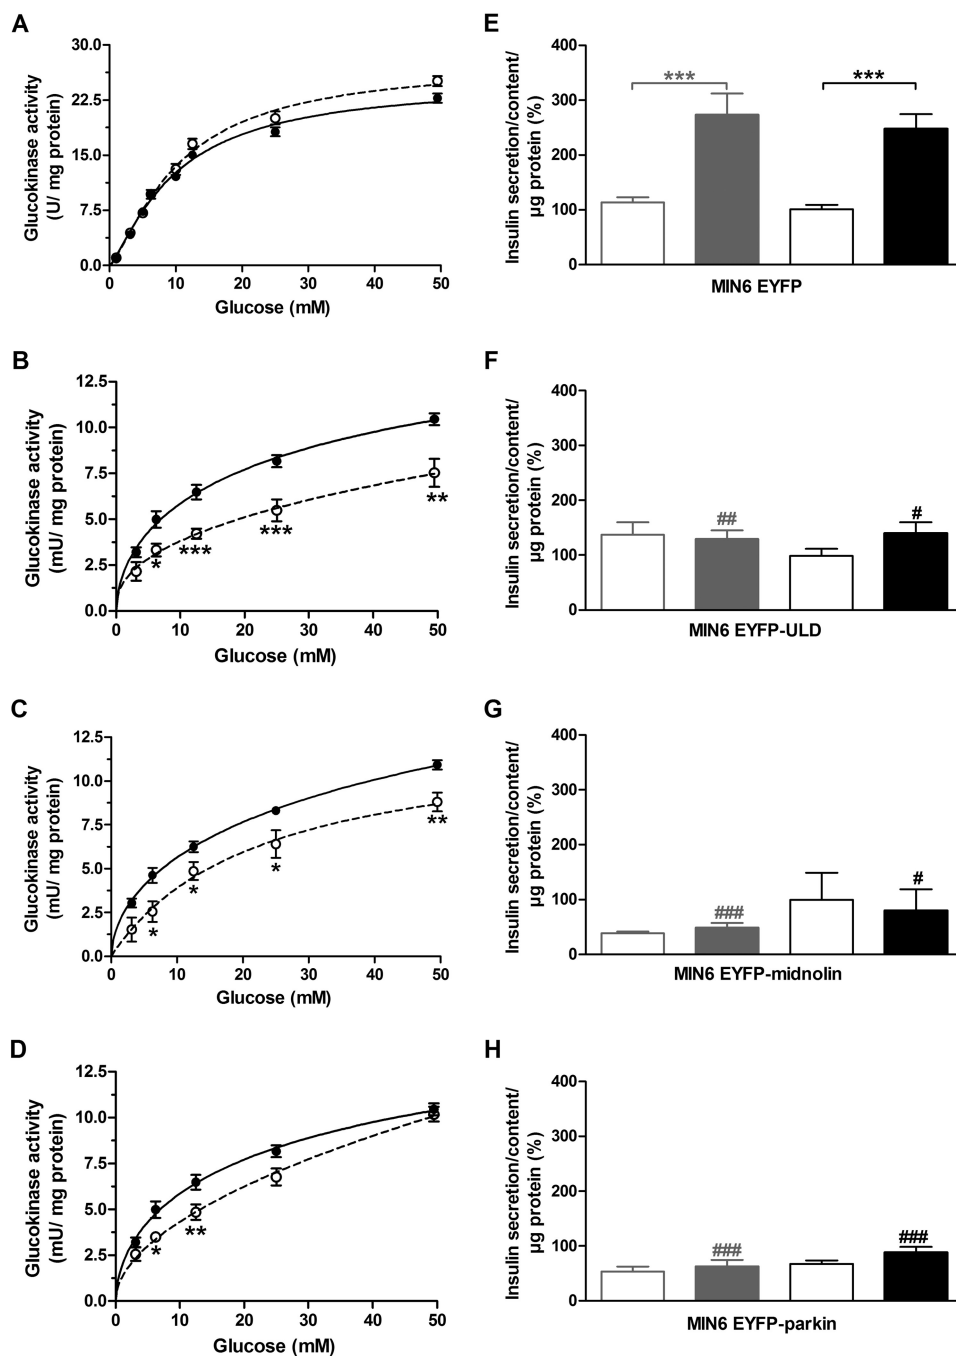 A
Glucokinase activity
(U/ mg protein)
30.0
22.5
15.0
7.5
0.0
0 10 20 30 40 50
Glucose (mM)
E
Insulin secretion/content/
µg protein (%)
400
300
200
100
0
*** ***
MIN6 EYFP
B
Glucokinase activity
(mU/ mg protein)
12.5
10.0
7.5
5.0
2.5
0.0
* *** *** **
0 10 20 30 40 50
Glucose (mM)
F
Insulin secretion/content/
µg protein (%)
400
300
200
100
0
## #
MIN6 EYFP-ULD
C
Glucokinase activity
(mU/ mg protein)
12.5
10.0
7.5
5.0
2.5
0.0
* * * **
0 10 20 30 40 50
Glucose (mM)
G
Insulin secretion/content/
µg protein (%)
400
300
200
100
0
### #
MIN6 EYFP-midnolin
D
Glucokinase activity
(mU/ mg protein)
12.5
10.0
7.5
5.0
2.5
0.0
* **
0 10 20 30 40 50
Glucose (mM)
H
Insulin secretion/content/
µg protein (%)
400
300
200
100
0
### ###
MIN6 EYFP-parkin